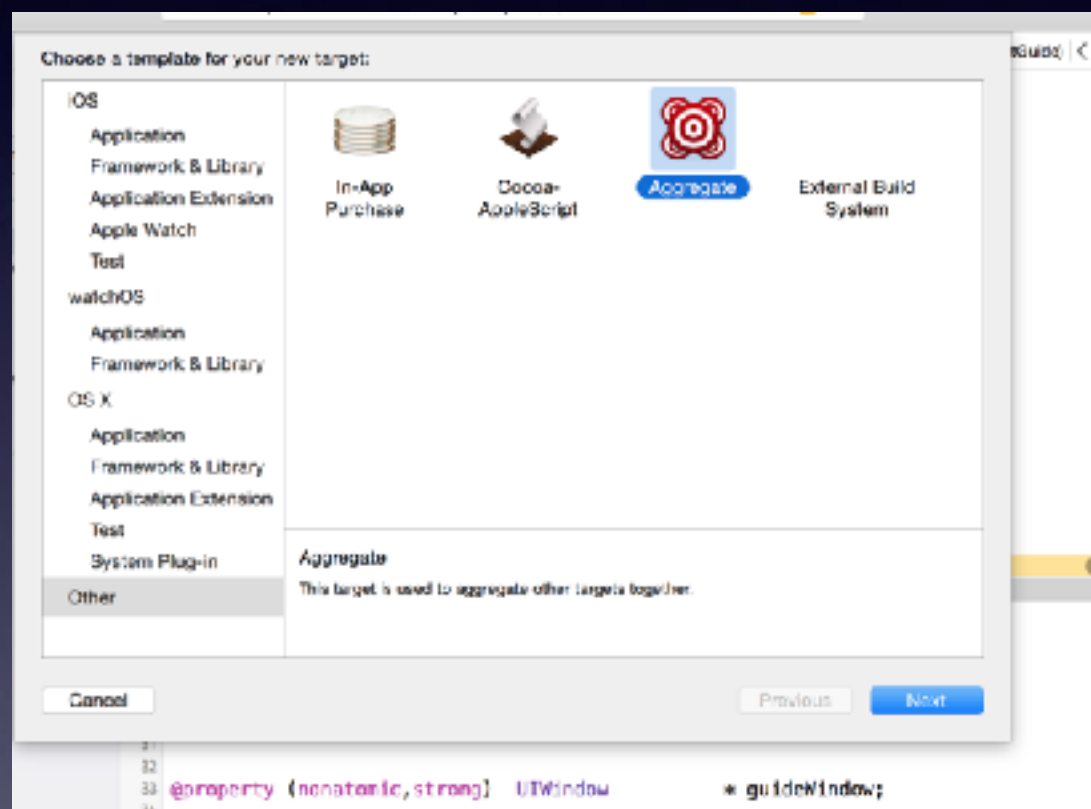 Choose a template for your new target:
iOS
Application
Framework & Library
Application Extension
Apple Watch
Test
watchOS
Application
Framework & Library
OS X
Application
Framework & Library
Application Extension
Test
System Plug-in
Other
In-App
Purchase
Cocoa-
AppleScript
Aggregate
External Build
System
Aggregate
This target is used to aggregate other targets together.
Cancel
Previous
Next
32
33 @property (nonatomic,strong) UIWindow * guideWindow;